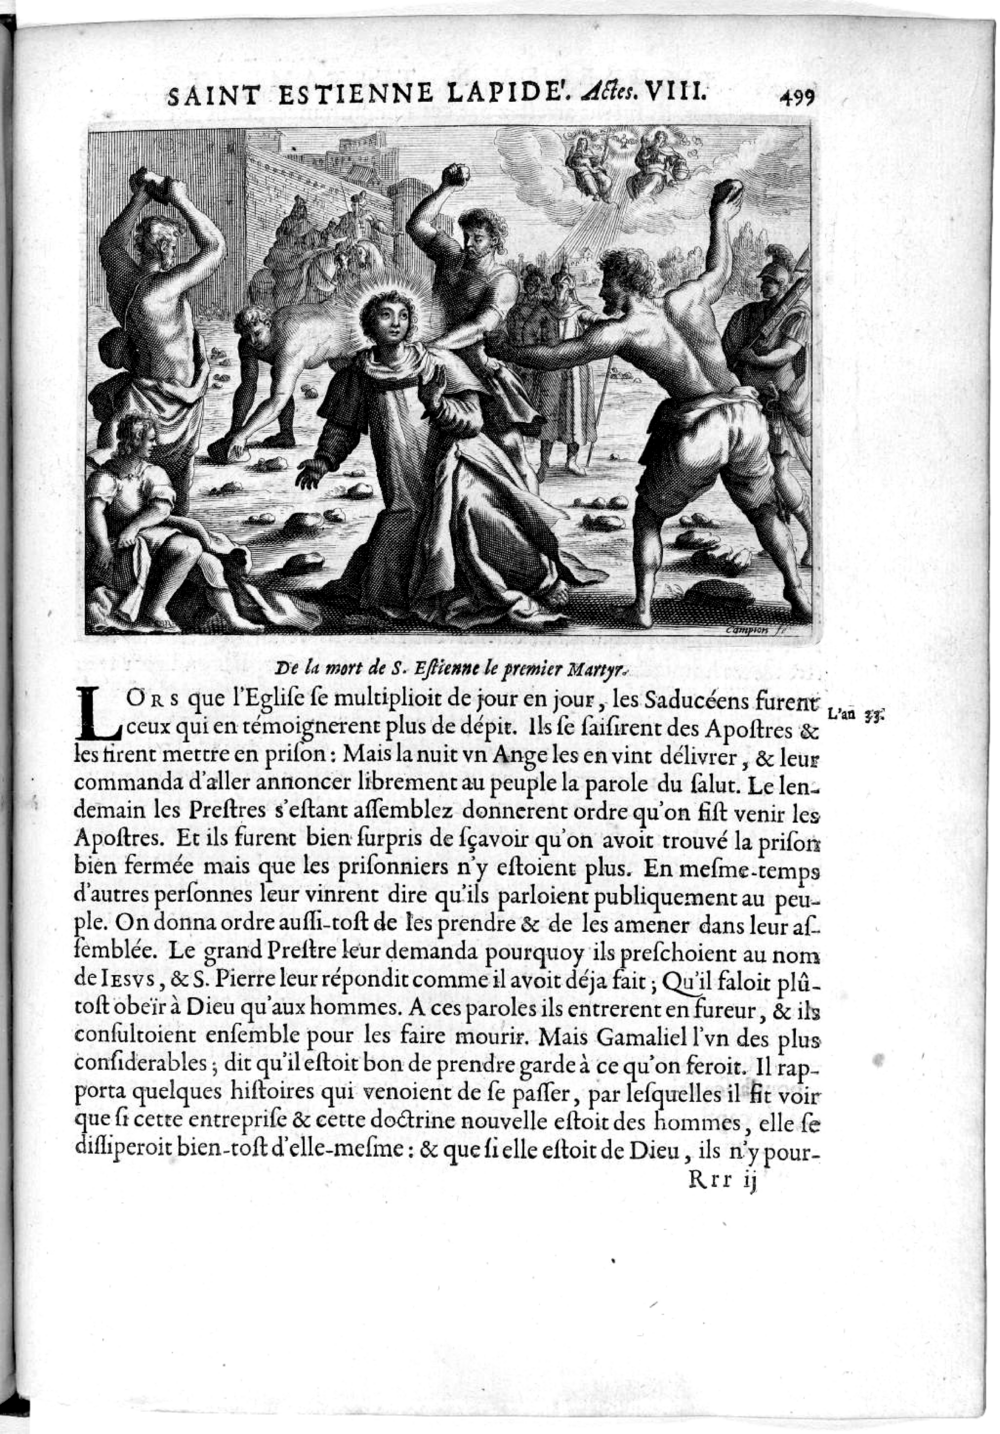 SAINT ESTIENNE LAPIDE'. Actes. VIII. 499
Campion f.
De la mort de S. Eſtienne le premier Martyr.
LORS que l'Egliſe ſe multiplioit de jour en jour, les Saducéens furent
ceux qui en témoignerent plus de dépit. Ils ſe ſaiſirent des Apoſtres &
L'an 33.
les firent mettre en priſon : Mais la nuit vn Ange les en vint délivrer, & leur
commanda d'aller annoncer librement au peuple la parole du ſalut. Le len-
demain les Preſtres s'eſtant aſſemblez donnerent ordre qu'on fiſt venir les
Apoſtres. Et ils furent bien ſurpris de ſçavoir qu'on avoit trouvé la priſon
bien fermée mais que les priſonniers n'y eſtoient plus. En meſme-temps
d'autres perſonnes leur vinrent dire qu'ils parloient publiquement au peu-
ple. On donna ordre auſſi-toſt de les prendre & de les amener dans leur aſ-
ſemblée. Le grand Preſtre leur demanda pourquoy ils preſchoient au nom
de IESVS, & S. Pierre leur répondit comme il avoit déja fait ; Qu'il faloit plû-
toſt obeïr à Dieu qu'aux hommes. A ces paroles ils entrerent en fureur, & ils
conſultoient enſemble pour les faire mourir. Mais Gamaliel l'vn des plus
conſiderables ; dit qu'il eſtoit bon de prendre garde à ce qu'on feroit. Il rap-
porta quelques hiſtoires qui venoient de ſe paſſer, par leſquelles il fit voir
que ſi cette entrepriſe & cette doctrine nouvelle eſtoit des hommes, elle ſe
diſſiperoit bien-toſt d'elle-meſme : & que ſi elle eſtoit de Dieu, ils n'y pour-
Rrr ij